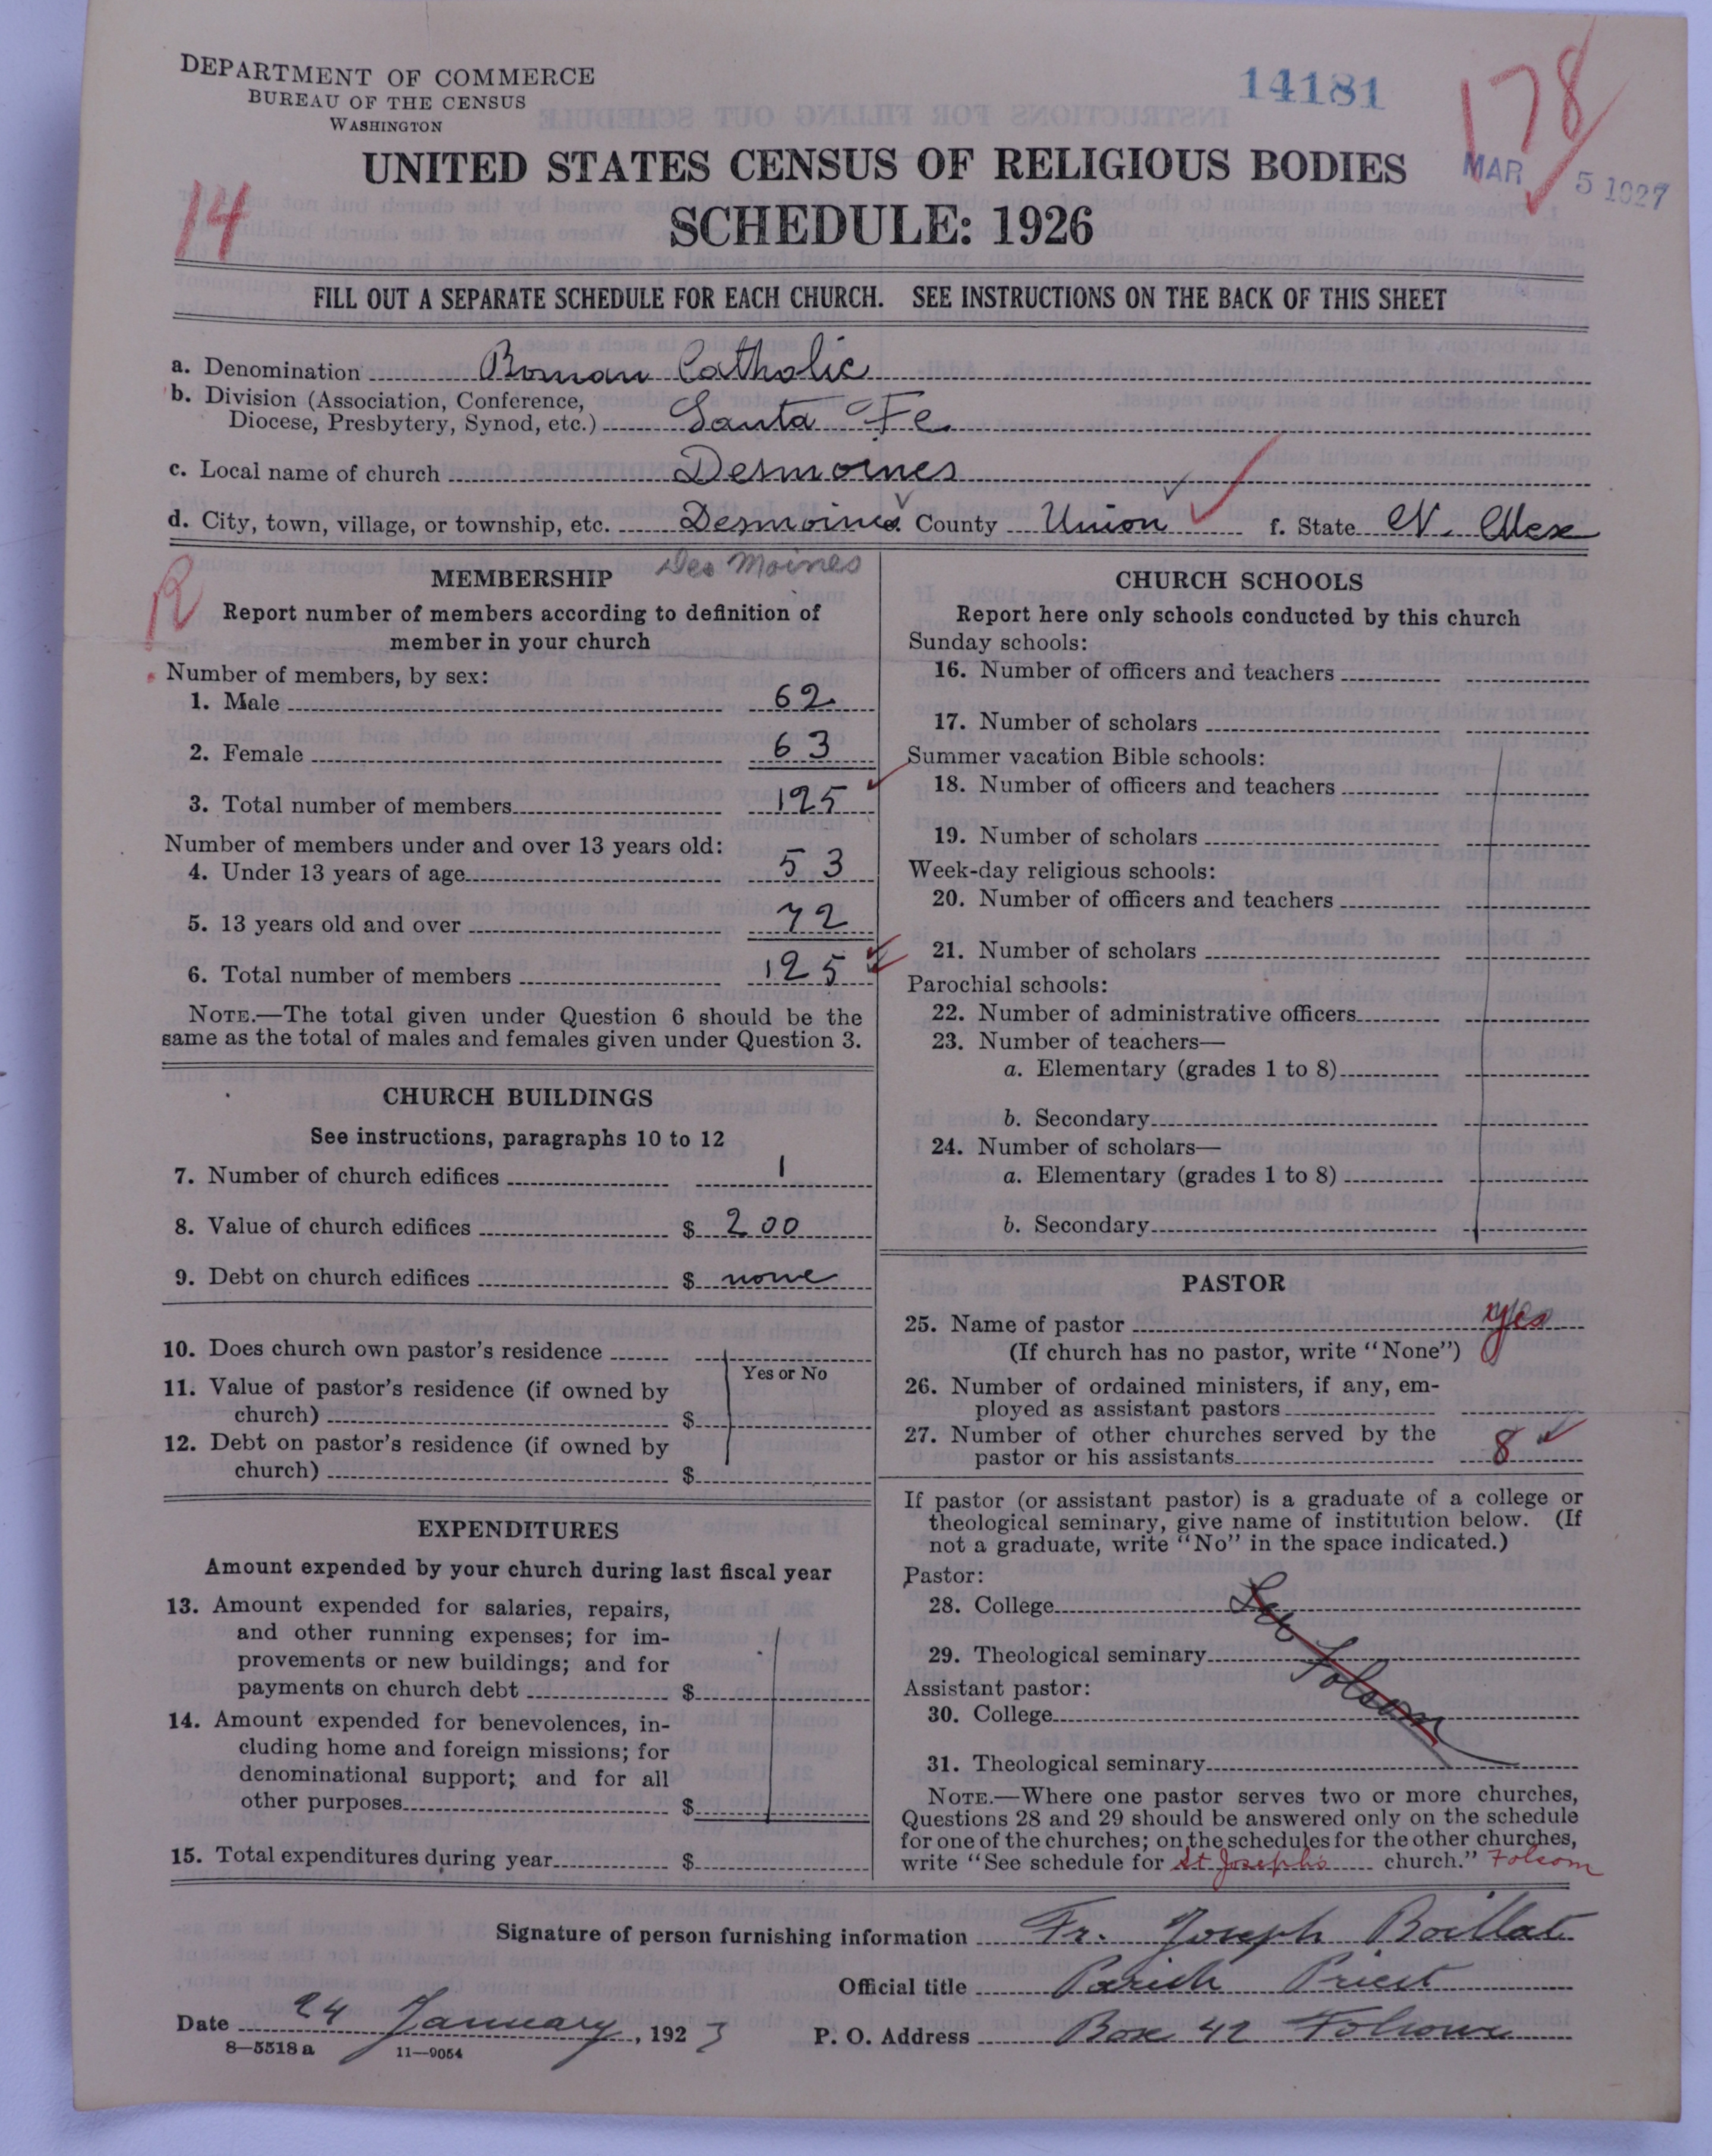 DEPARTMENT OF COMMERCE
BUREAU OF THE CENSUS
WASHINGTON
14181
178
MAR 5 1927
14
UNITED STATES CENSUS OF RELIGIOUS BODIES
SCHEDULE: 1926
FILL OUT A SEPARATE SCHEDULE FOR EACH CHURCH. SEE INSTRUCTIONS ON THE BACK OF THIS SHEET
a. Denomination Roman Catholic
b. Division (Association, Conference,
Diocese, Presbytery, Synod, etc.) Santa Fe
c. Local name of church Desmoines
d. City, town, village, or township, etc. Desmoines County Union f. State N. Mex
Des Moines
R
MEMBERSHIP
Report number of members according to definition of
member in your church
Number of members, by sex:
1. Male 62
2. Female 63
3. Total number of members 125
Number of members under and over 13 years old:
4. Under 13 years of age 53
5. 13 years old and over 72
6. Total number of members 125
NOTE.—The total given under Question 6 should be the
same as the total of males and females given under Question 3.
CHURCH BUILDINGS
See instructions, paragraphs 10 to 12
7. Number of church edifices 1
8. Value of church edifices $ 200
9. Debt on church edifices $ none
10. Does church own pastor's residence
Yes or No
11. Value of pastor's residence (if owned by
church) $
12. Debt on pastor's residence (if owned by
church) $
EXPENDITURES
Amount expended by your church during last fiscal year
13. Amount expended for salaries, repairs,
and other running expenses; for im-
provements or new buildings; and for
payments on church debt $
14. Amount expended for benevolences, in-
cluding home and foreign missions; for
denominational support; and for all
other purposes $
15. Total expenditures during year $
CHURCH SCHOOLS
Report here only schools conducted by this church
Sunday schools:
16. Number of officers and teachers
17. Number of scholars
Summer vacation Bible schools:
18. Number of officers and teachers
19. Number of scholars
Week-day religious schools:
20. Number of officers and teachers
21. Number of scholars
Parochial schools:
22. Number of administrative officers
23. Number of teachers—
a. Elementary (grades 1 to 8)
b. Secondary
24. Number of scholars—
a. Elementary (grades 1 to 8)
b. Secondary
PASTOR
25. Name of pastor yes
(If church has no pastor, write "None")
26. Number of ordained ministers, if any, em-
ployed as assistant pastors
27. Number of other churches served by the
pastor or his assistants 8
If pastor (or assistant pastor) is a graduate of a college or
theological seminary, give name of institution below. (If
not a graduate, write "No" in the space indicated.)
Pastor:
28. College See
29. Theological seminary Folsom
Assistant pastor:
30. College
31. Theological seminary
NOTE.—Where one pastor serves two or more churches,
Questions 28 and 29 should be answered only on the schedule
for one of the churches; on the schedules for the other churches,
write "See schedule for St Joseph's church." Folsom
Signature of person furnishing information Fr. Joseph Boillat
Official title Parish Priest
Date 24 January, 1927 P. O. Address Box 42 Folsom
8—5518 a 11—9054